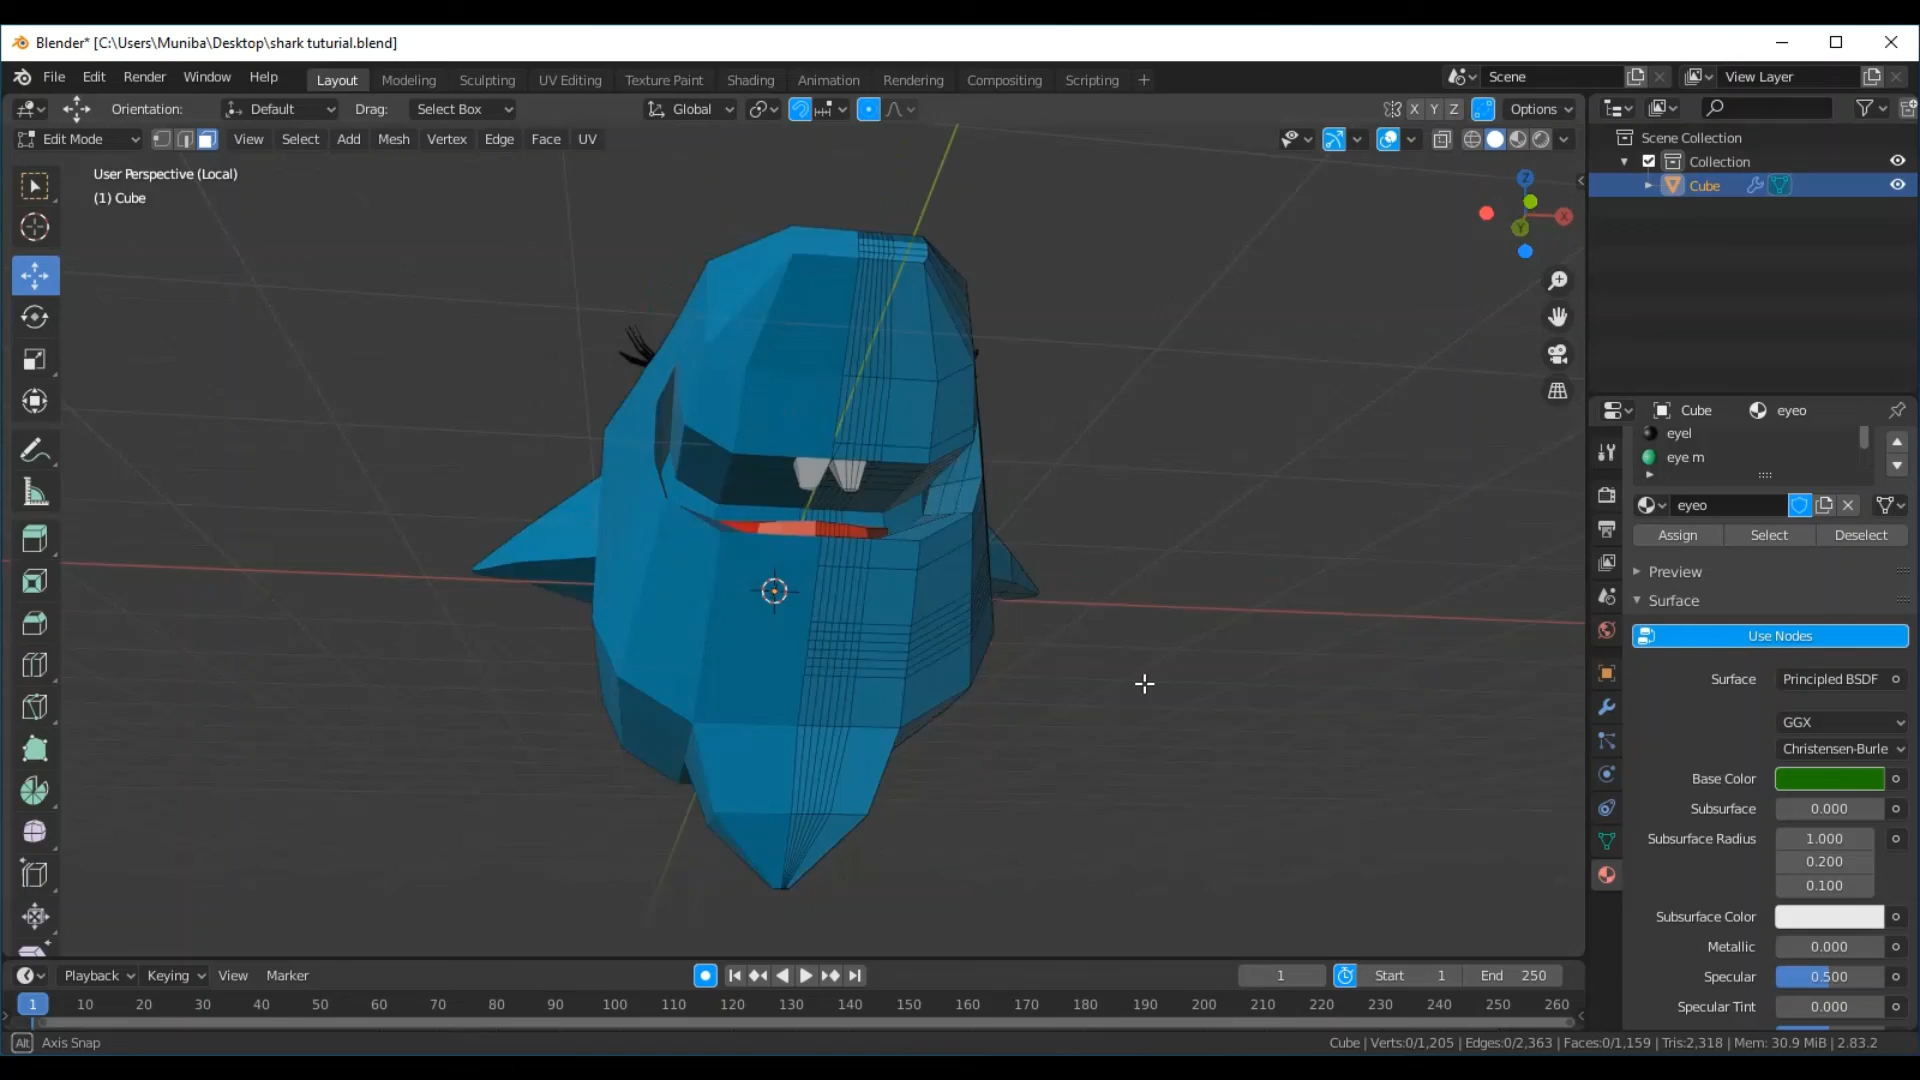 Blender* [C:\Users\Muniba\Desktop\shark tuturial.blend]
File Edit Render Window Help Layout Modeling Sculpting UV Editing Texture Paint Shading Animation Rendering Compositing Scripting + Scene View Layer
Orientation: Default Drag: Select Box Global X Y Z Options
Edit Mode View Select Add Mesh Vertex Edge Face UV
Scene Collection
Collection
Cube
User Perspective (Local)
(1) Cube
Z
X
Y
Cube eyeo
eyel
eye m
eyeo
Assign Select Deselect
Preview
Surface
Use Nodes
Surface Principled BSDF
GGX
Christensen-Burle
Base Color
Subsurface 0.000
Subsurface Radius 1.000
0.200
0.100
Subsurface Color
Metallic 0.000
Specular 0.500
Specular Tint 0.000
Playback Keying View Marker 1 Start 1 End 250
1 10 20 30 40 50 60 70 80 90 100 110 120 130 140 150 160 170 180 190 200 210 220 230 240 250 260
Alt Axis Snap Cube | Verts:0/1,205 | Edges:0/2,363 | Faces:0/1,159 | Tris:2,318 | Mem: 30.9 MiB | 2.83.2